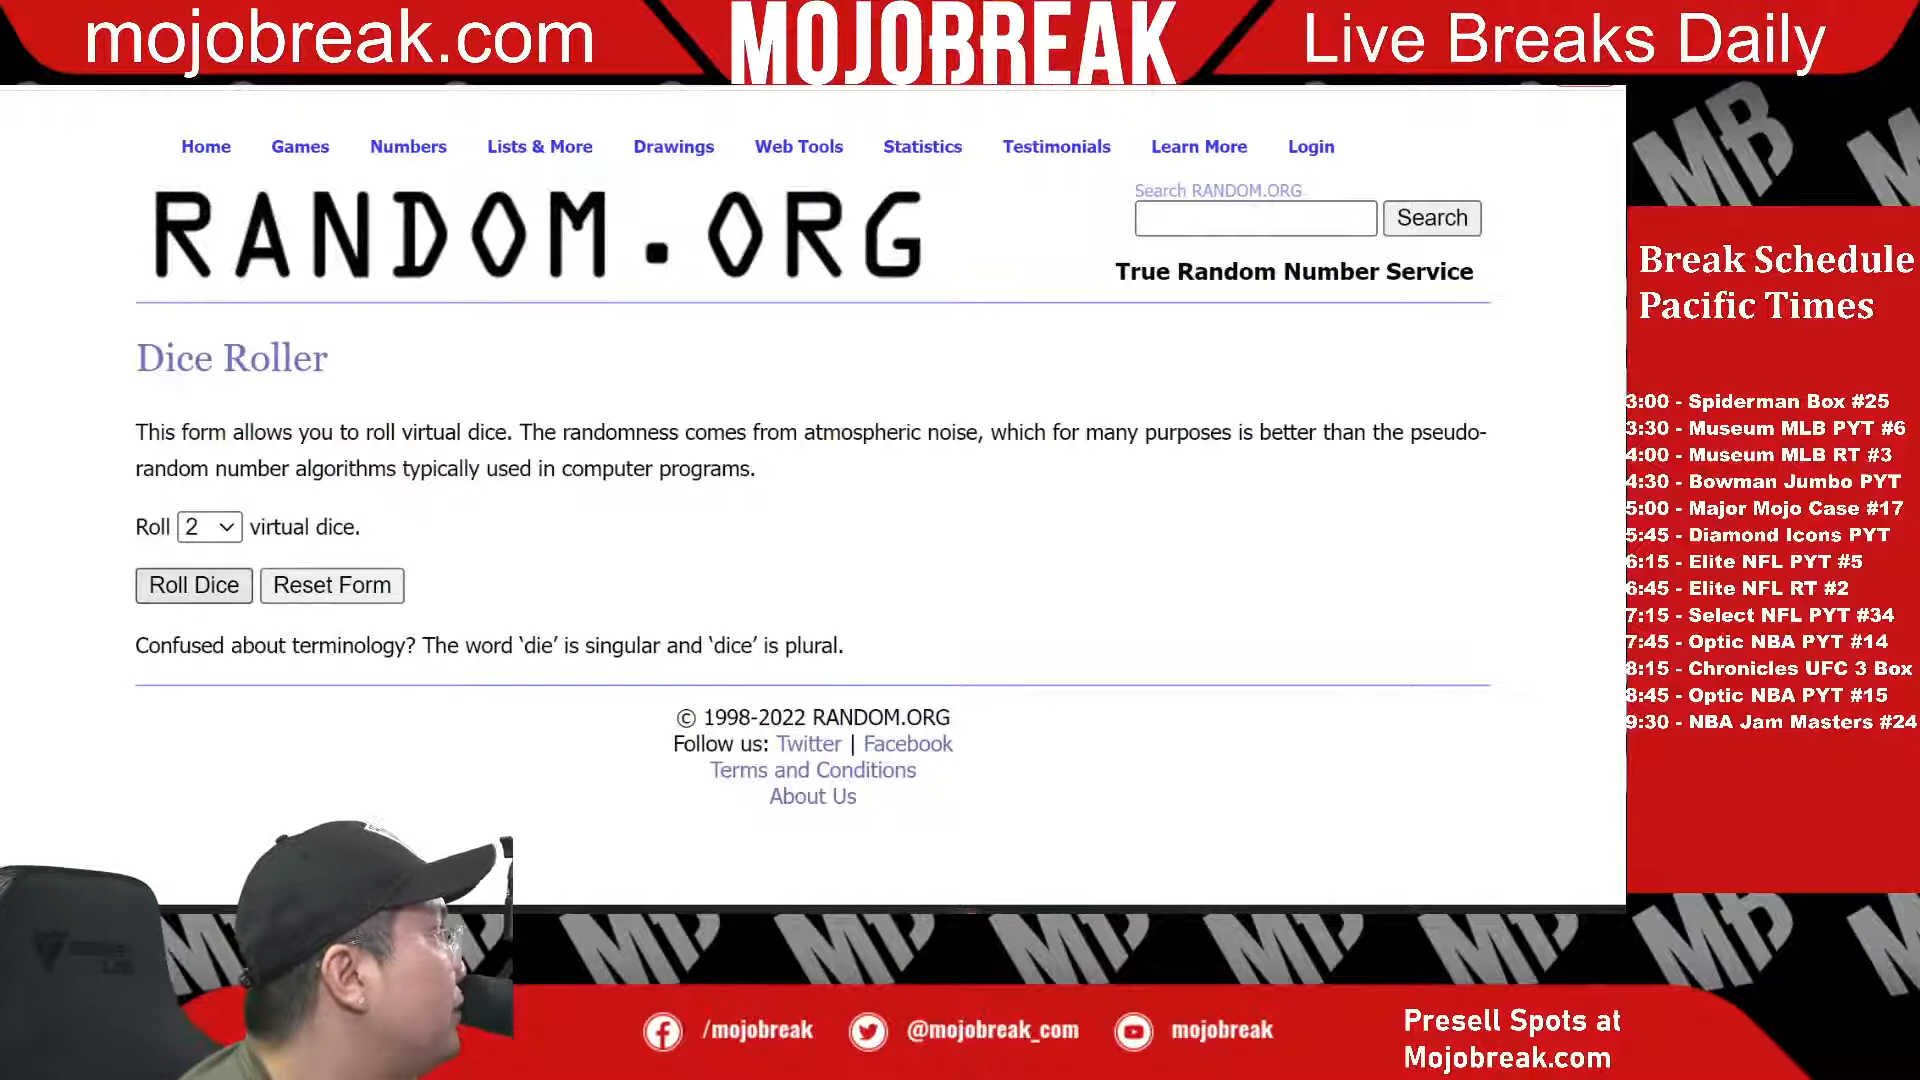 mojobreak.com
MOJOBREAK
Live Breaks Daily
Home Games Numbers Lists & More Drawings Web Tools Statistics Testimonials Learn More Login
RANDOM.ORG
Search RANDOM.ORG
Search
True Random Number Service
Dice Roller
This form allows you to roll virtual dice. The randomness comes from atmospheric noise, which for many purposes is better than the pseudo-
random number algorithms typically used in computer programs.
Roll 2 virtual dice.
Roll Dice Reset Form
Confused about terminology? The word ‘die’ is singular and ‘dice’ is plural.
© 1998-2022 RANDOM.ORG
Follow us: Twitter | Facebook
Terms and Conditions
About Us
Break Schedule
Pacific Times
3:00 - Spiderman Box #25
3:30 - Museum MLB PYT #6
4:00 - Museum MLB RT #3
4:30 - Bowman Jumbo PYT
5:00 - Major Mojo Case #17
5:45 - Diamond Icons PYT
6:15 - Elite NFL PYT #5
6:45 - Elite NFL RT #2
7:15 - Select NFL PYT #34
7:45 - Optic NBA PYT #14
8:15 - Chronicles UFC 3 Box
8:45 - Optic NBA PYT #15
9:30 - NBA Jam Masters #24
/mojobreak
@mojobreak_com
mojobreak
Presell Spots at
Mojobreak.com